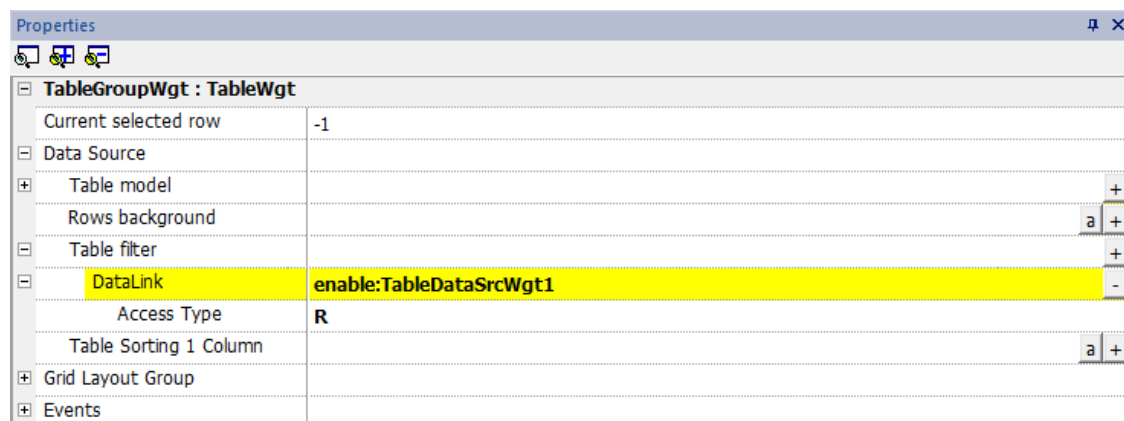 Properties
TableGroupWgt : TableWgt
Current selected row -1
Data Source
Table model +
Rows background a +
Table filter +
DataLink enable:TableDataSrcWgt1 -
Access Type R
Table Sorting 1 Column a +
Grid Layout Group
Events